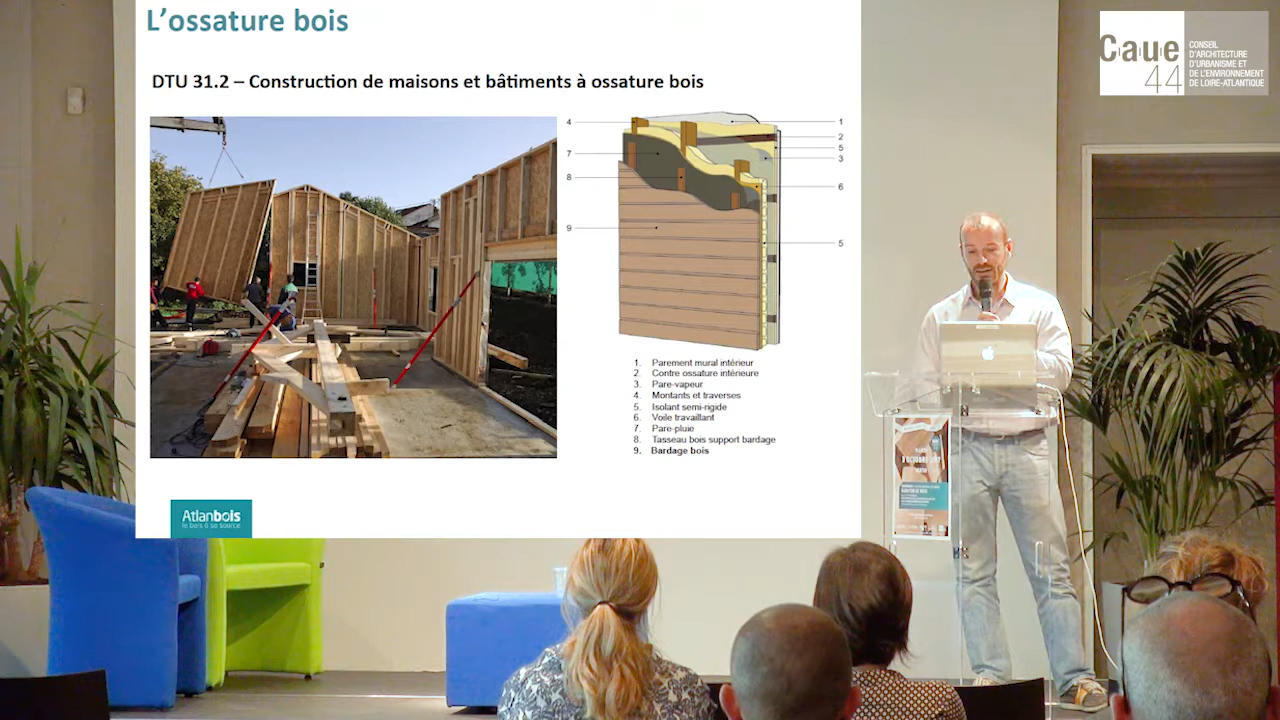 L'ossature bois
DTU 31.2 – Construction de maisons et bâtiments à ossature bois
4
7
8
9
1
2
5
3
6
5
1. Parement mural intérieur
2. Contre ossature intérieure
3. Pare-vapeur
4. Montants et traverses
5. Isolant semi-rigide
6. Voile travaillant
7. Pare-pluie
8. Tasseau bois support bardage
9. Bardage bois
Atlanbois
le bois a sa source
Caue
44
CONSEIL
D'ARCHITECTURE
D'URBANISME ET
DE L'ENVIRONNEMENT
DE LOIRE-ATLANTIQUE